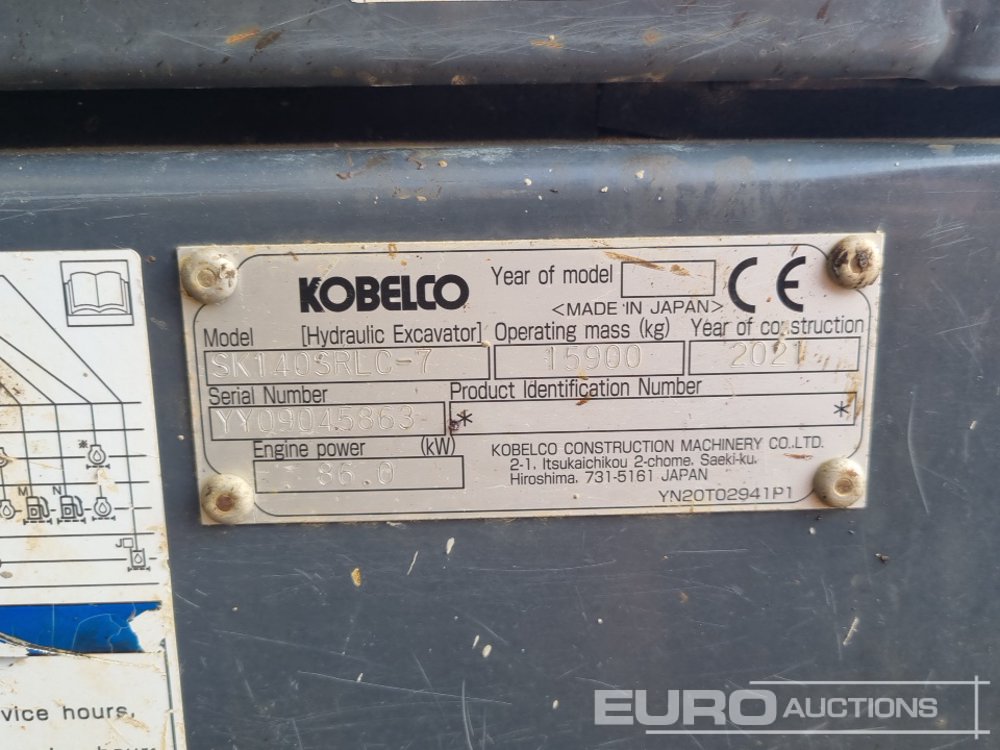 KOBELCO
Year of model
<MADE IN JAPAN>
CE
Model [Hydraulic Excavator] Operating mass (kg) Year of construction
SK140SRLC-7 15900 2021
Serial Number Product Identification Number
YY09045863 * *
Engine power (kW)
86.0
KOBELCO CONSTRUCTION MACHINERY CO.,LTD.
2-1, Itsukaichikou 2-chome, Saeki-ku,
Hiroshima, 731-5161 JAPAN
YN20T02941P1
M N
J
vice hours,
EURO AUCTIONS